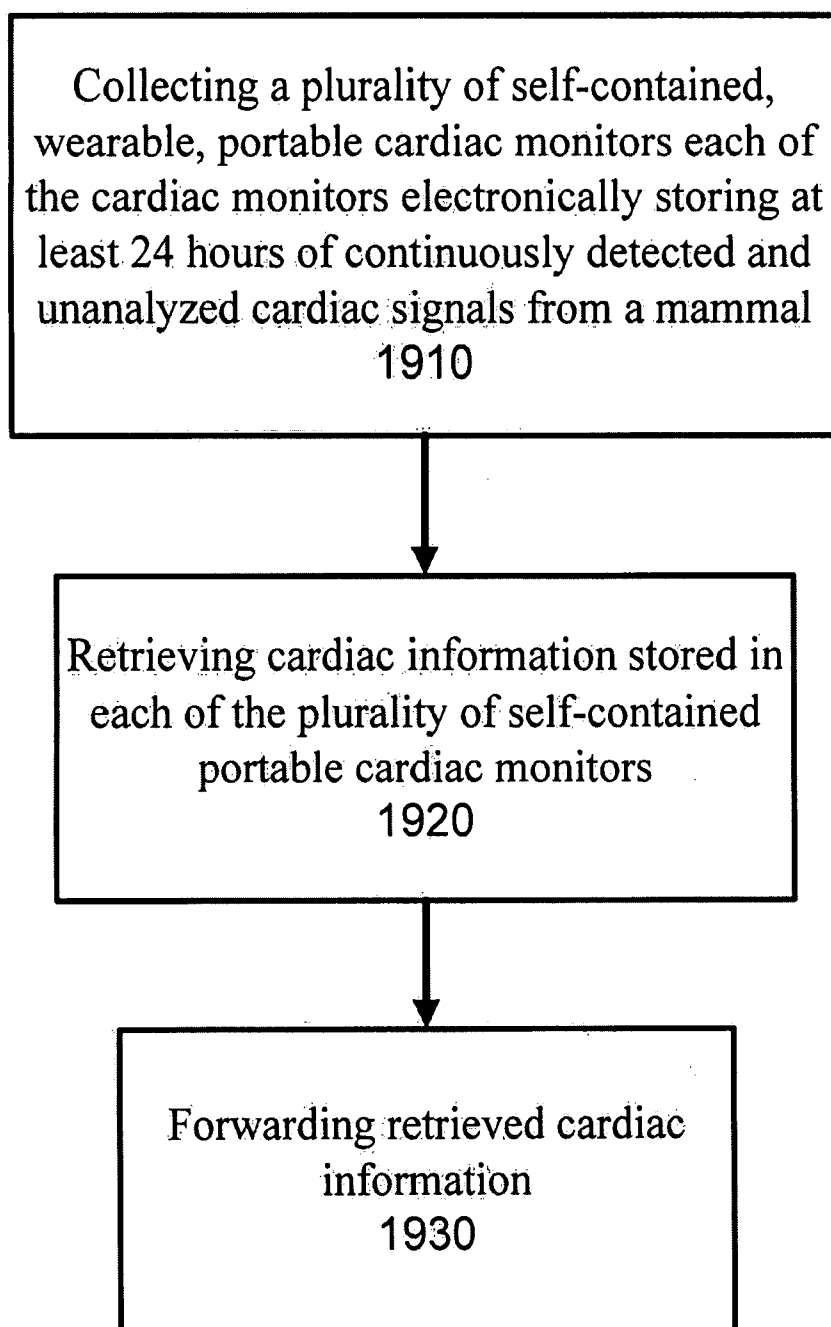 Collecting a plurality of self-contained,
wearable, portable cardiac monitors each of
the cardiac monitors electronically storing at
least 24 hours of continuously detected and
unanalyzed cardiac signals from a mammal
1910
Retrieving cardiac information stored in
each of the plurality of self-contained
portable cardiac monitors
1920
Forwarding retrieved cardiac
information
1930